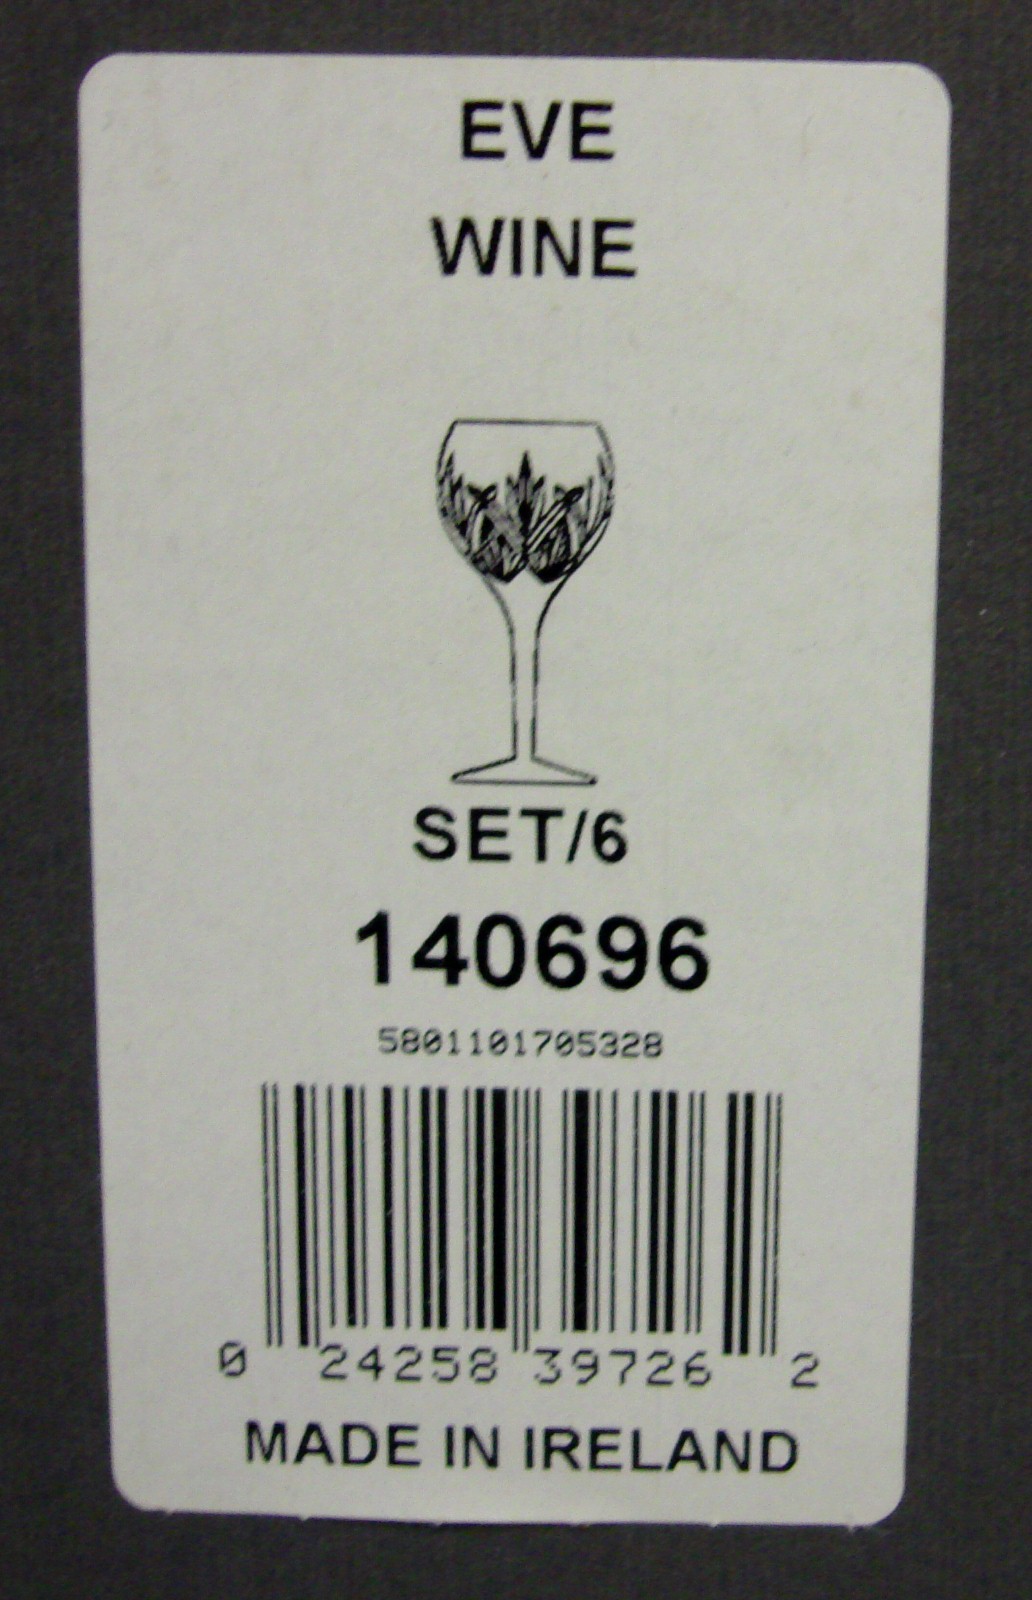 EVE
WINE
SET/6
140696
5801101705328
0 24258 39726 2
MADE IN IRELAND